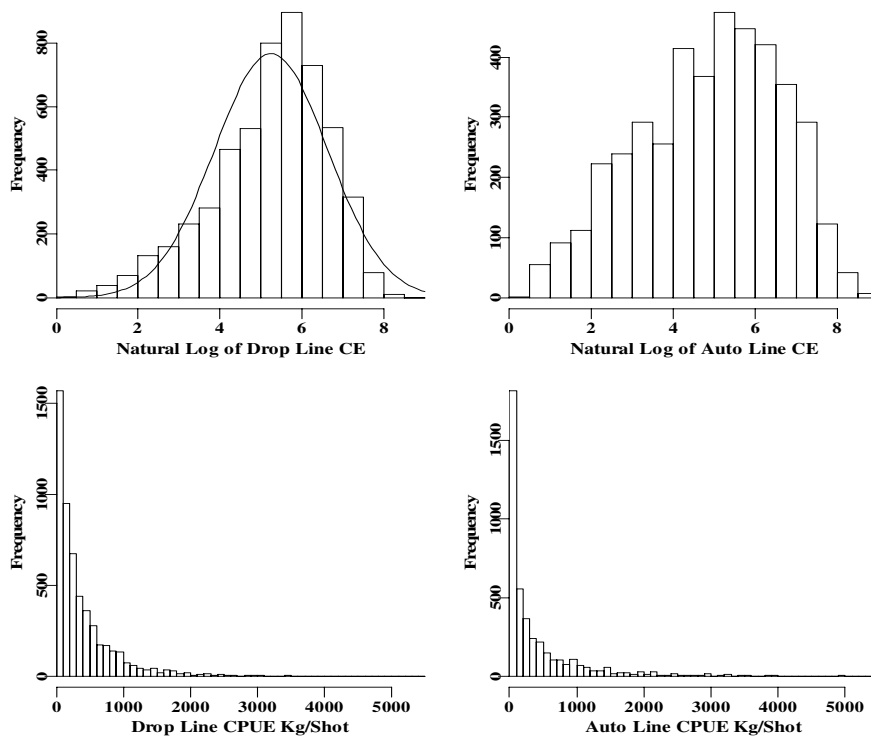 Frequency
0 200 400 600 800
0 2 4 6 8
Natural Log of Drop Line CE
Frequency
0 100 200 300 400
0 2 4 6 8
Natural Log of Auto Line CE
Frequency
0 500 1000 1500
0 1000 2000 3000 4000 5000
Drop Line CPUE Kg/Shot
Frequency
0 500 1000 1500
0 1000 2000 3000 4000 5000
Auto Line CPUE Kg/Shot